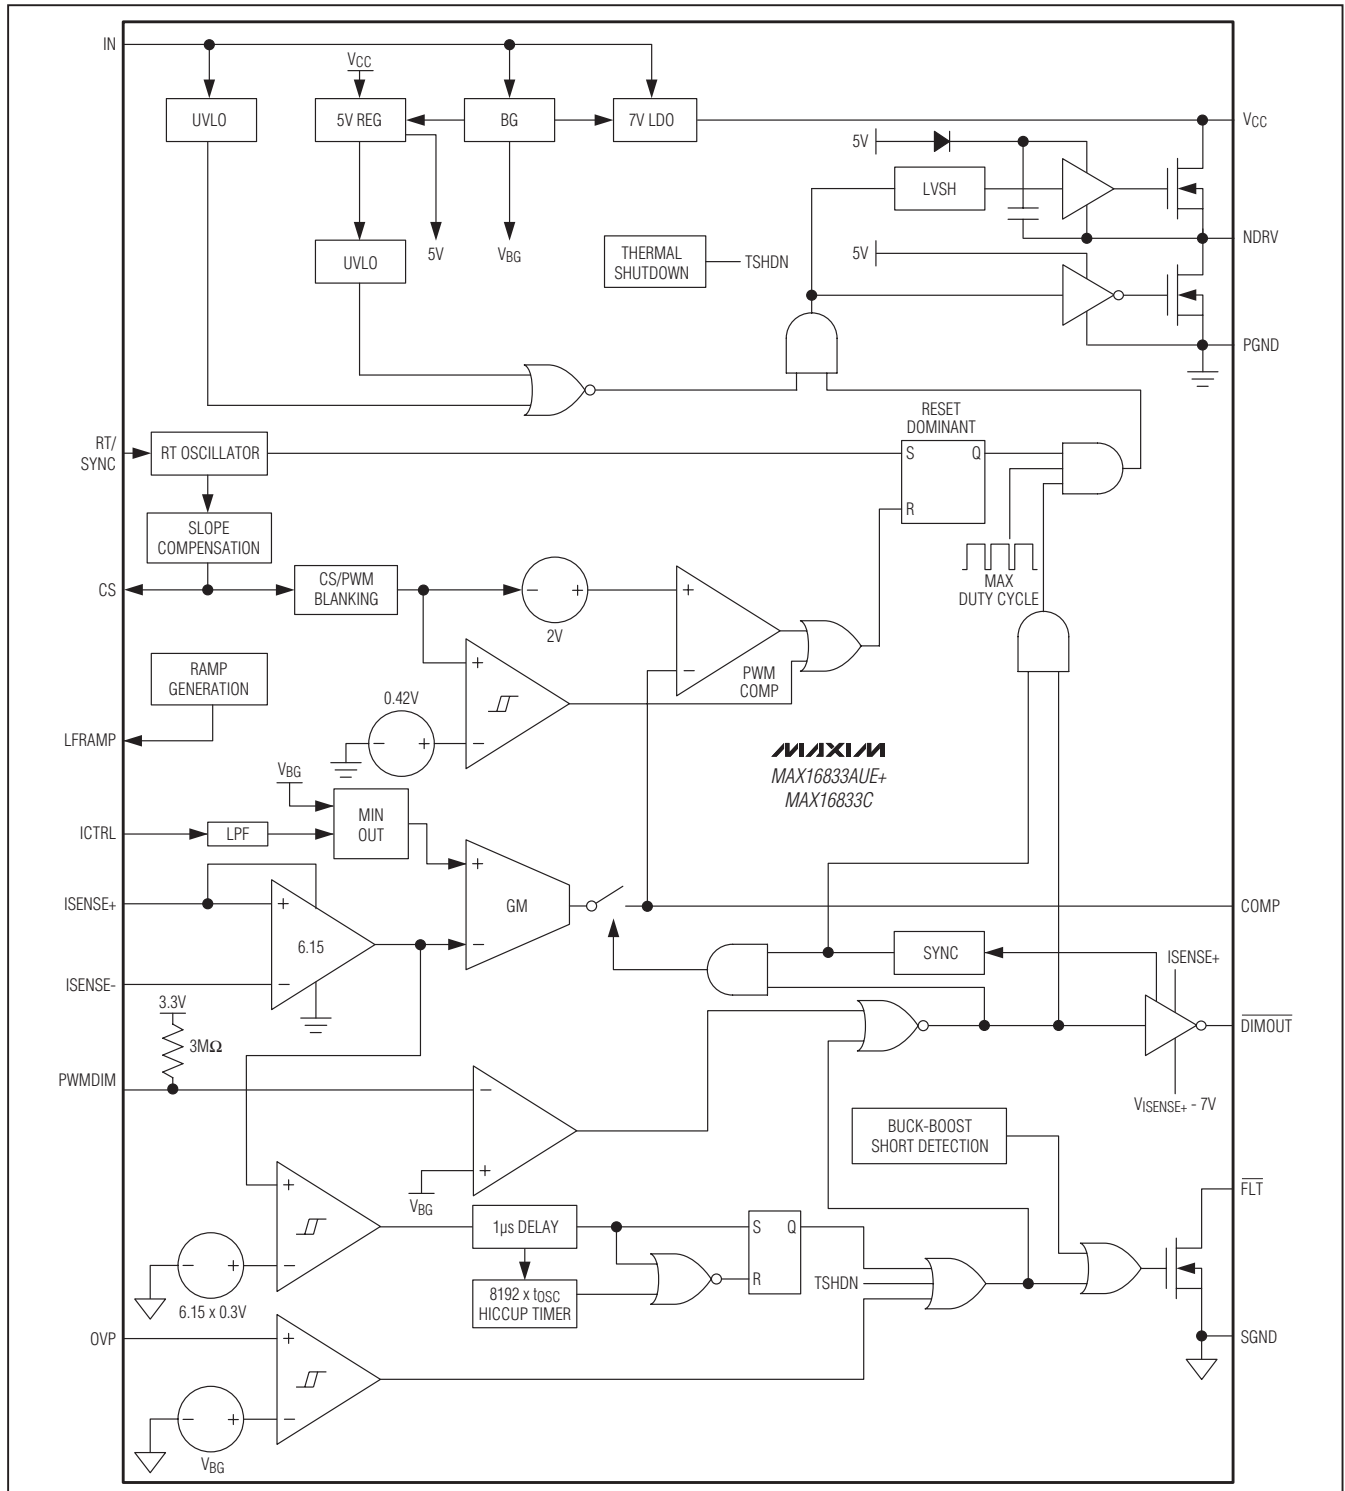 IN
VCC
UVLO
5V REG
BG
7V LDO
VCC
5V
LVSH
UVLO
5V
VBG
THERMAL
SHUTDOWN
TSHDN
5V
NDRV
PGND
RT/
SYNC
RT OSCILLATOR
RESET
DOMINANT
S
Q
R
SLOPE
COMPENSATION
CS
CS/PWM
BLANKING
−
+
2V
+
−
PWM
COMP
MAX
DUTY CYCLE
RAMP
GENERATION
LFRAMP
0.42V
−
+
+
−
MAXIM
MAX16833AUE+
MAX16833C
VBG
MIN
OUT
ICTRL
LPF
+
−
GM
ISENSE+
+
6.15
−
ISENSE-
COMP
SYNC
ISENSE+
DIMOUT
VISENSE+ - 7V
3.3V
3MΩ
PWMDIM
−
+
VBG
BUCK-BOOST
SHORT DETECTION
FLT
+
−
−
+
6.15 x 0.3V
1µs DELAY
8192 x tOSC
HICCUP TIMER
S
Q
R
TSHDN
SGND
OVP
+
−
−
+
VBG